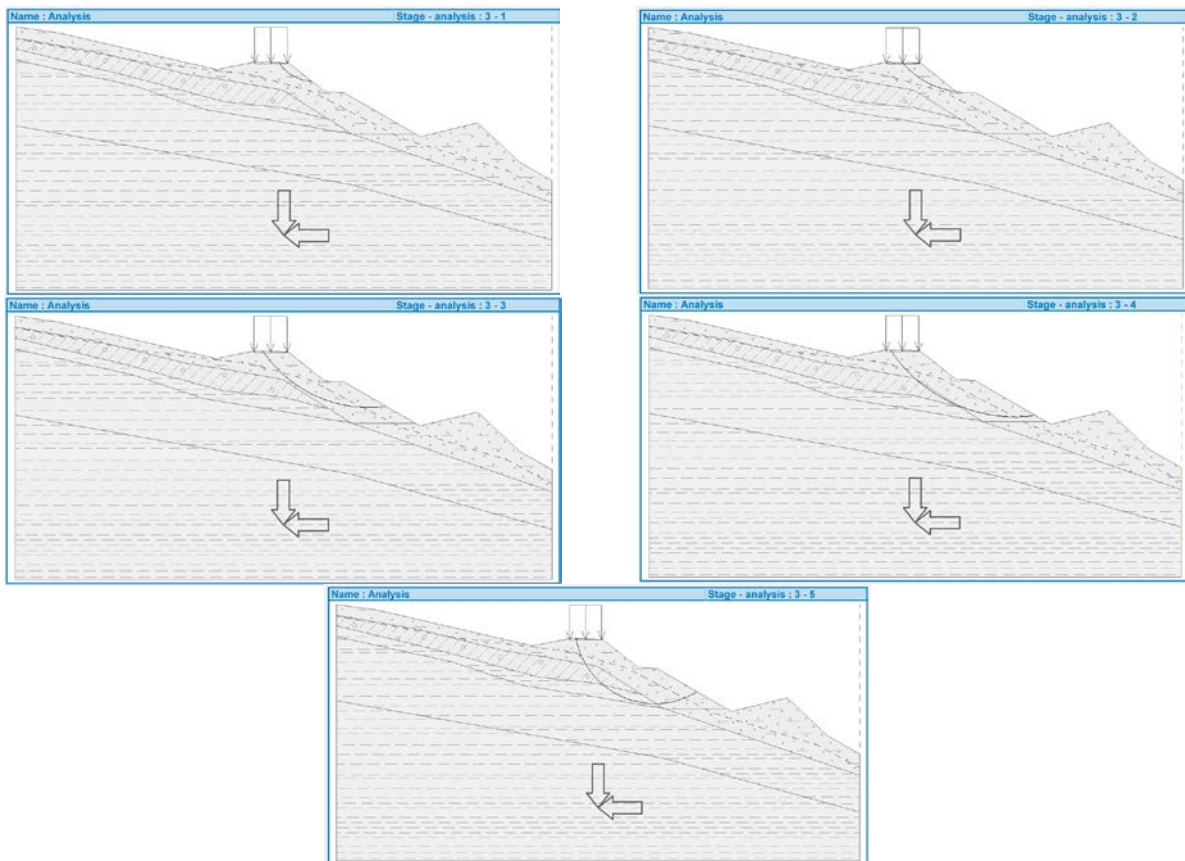 Name : Analysis Stage - analysis : 3 - 1
Name : Analysis Stage - analysis : 3 - 2
Name : Analysis Stage - analysis : 3 - 3
Name : Analysis Stage - analysis : 3 - 4
Name : Analysis Stage - analysis : 3 - 5